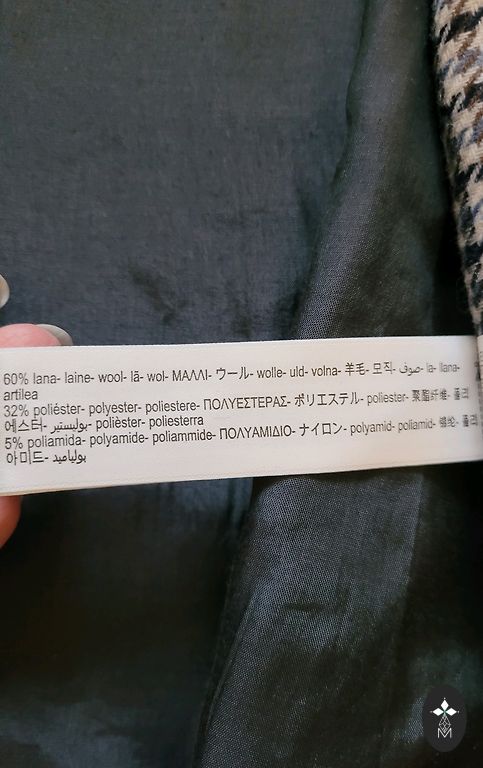 60% lana- laine- wool- lã- wol- ΜΑΛΛΙ- ウール- wolle- uld- volna- 羊毛- 모직- صوف- la- llana-
artilea
32% poliéster- polyester- poliestere- ΠΟΛΥΕΣΤΕΡΑΣ- ポリエステル- poliester- 聚酯纤维- 폴리
에스터- بوليستير- polièster- poliesterra
5% poliamida- polyamide- poliammide- ΠΟΛΥΑΜΙΔΙΟ- ナイロン- polyamid- poliamid- 锦纶- 폴리
아미드- بولياميد
M